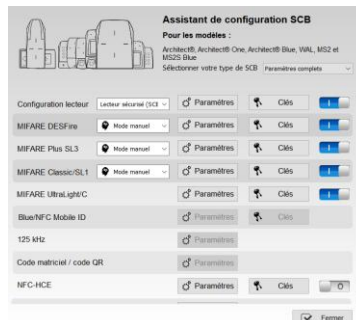 Assistant de configuration SCB
Pour les modèles :
Architect®, Architect® One, Architect® Blue, WAL, MS2 et
MS2S Blue
Sélectionner votre type de SCB Paramètres complets
Configuration lecteur Lecteur sécurisé (SCB Paramètres Clés I
MIFARE DESFire Mode manuel Paramètres Clés I
MIFARE Plus SL3 Mode manuel Paramètres Clés I
MIFARE Classic/SL1 Mode manuel Paramètres Clés I
MIFARE UltraLight/C Paramètres Clés I
Blue/NFC Mobile ID Paramètres Clés
125 kHz Paramètres
Code matriciel / code QR Paramètres
NFC-HCE Paramètres Clés O
Fermer